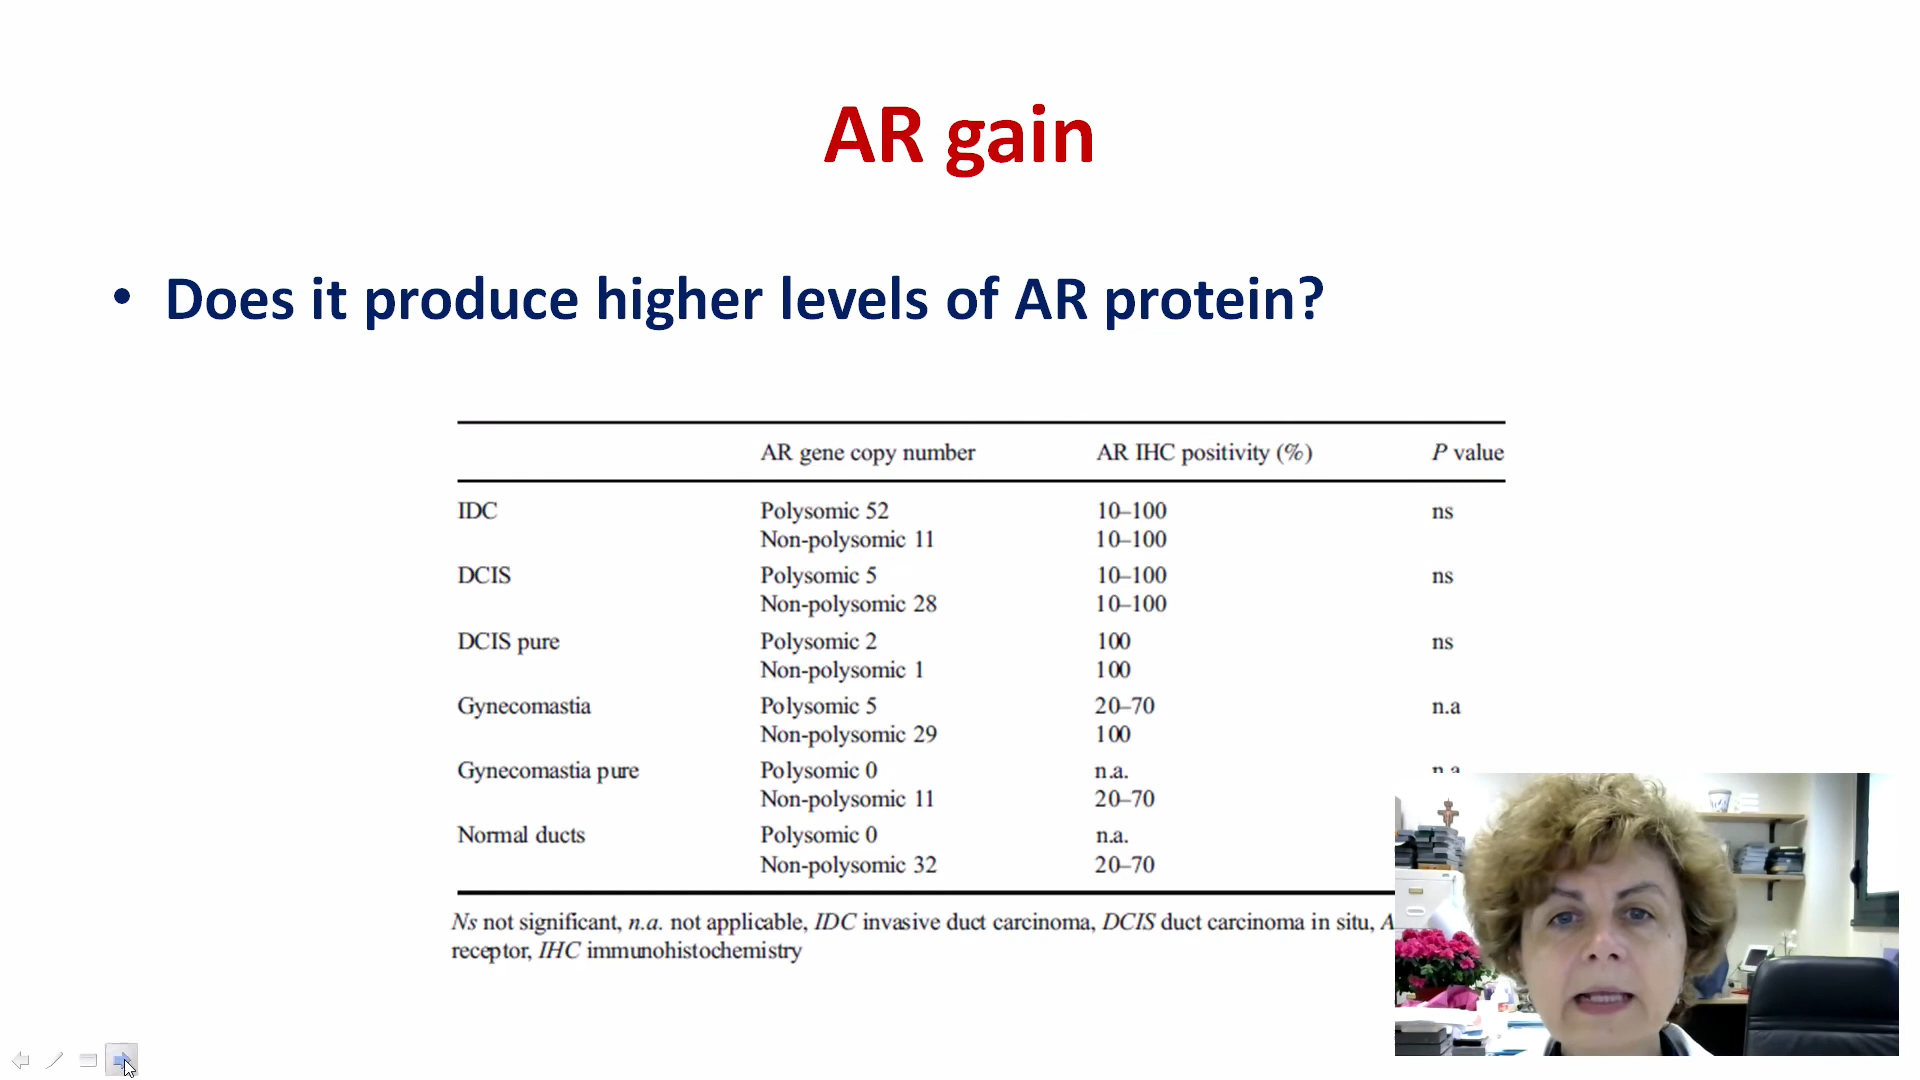 AR gain
• Does it produce higher levels of AR protein?
AR gene copy number AR IHC positivity (%) P value
IDC Polysomic 52 10–100 ns
Non-polysomic 11 10–100
DCIS Polysomic 5 10–100 ns
Non-polysomic 28 10–100
DCIS pure Polysomic 2 100 ns
Non-polysomic 1 100
Gynecomastia Polysomic 5 20–70 n.a
Non-polysomic 29 100
Gynecomastia pure Polysomic 0 n.a. n.a
Non-polysomic 11 20–70
Normal ducts Polysomic 0 n.a.
Non-polysomic 32 20–70
Ns not significant, n.a. not applicable, IDC invasive duct carcinoma, DCIS duct carcinoma in situ, A
receptor, IHC immunohistochemistry